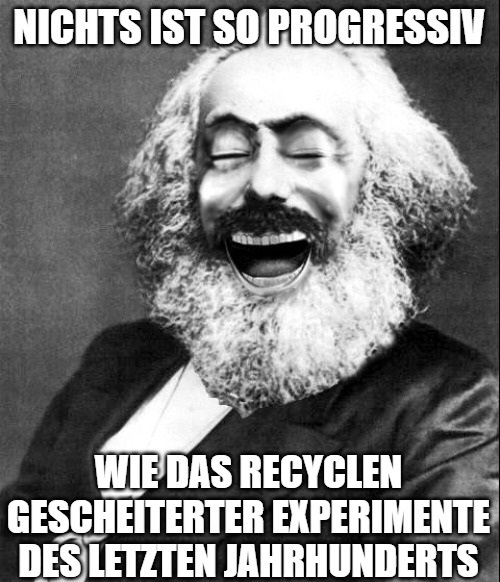 NICHTS IST SO PROGRESSIV
WIE DAS RECYCLEN
GESCHEITERTER EXPERIMENTE
DES LETZTEN JAHRHUNDERTS